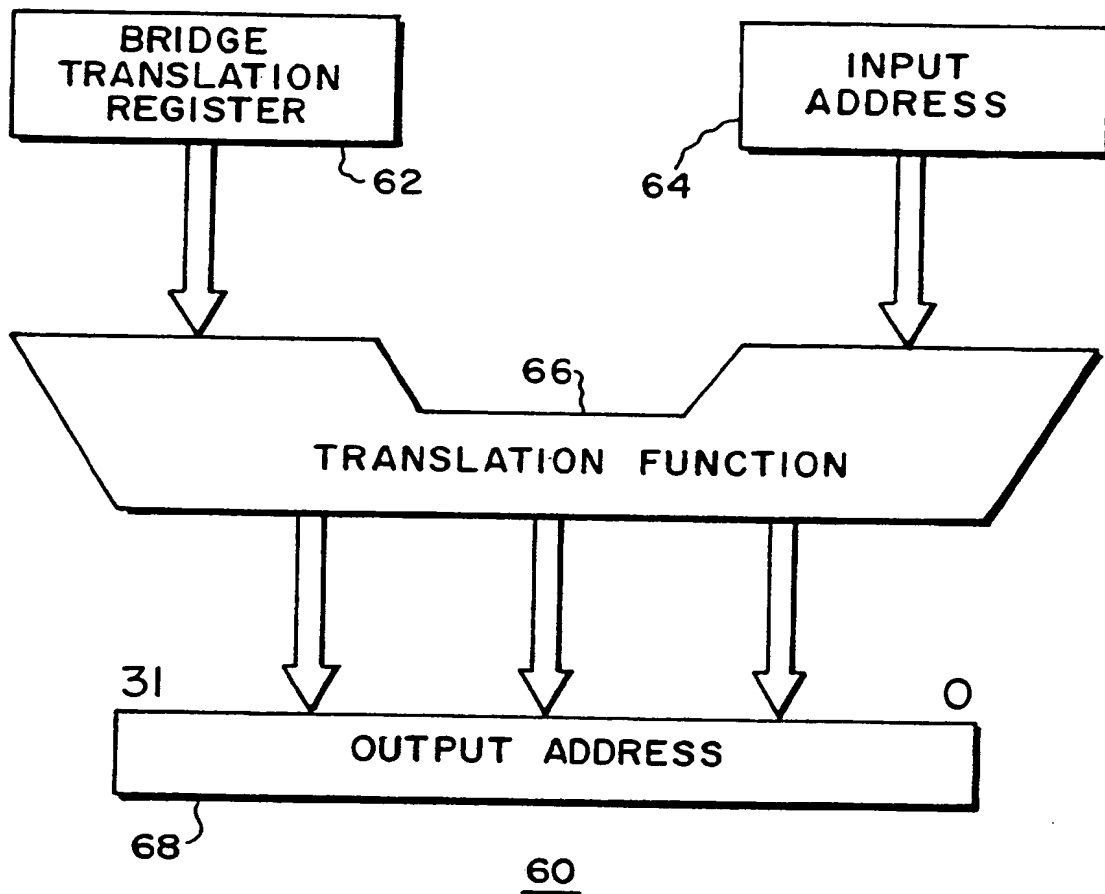 BRIDGE
TRANSLATION
REGISTER
62
INPUT
ADDRESS
64
66
TRANSLATION FUNCTION
31
0
OUTPUT ADDRESS
68
60